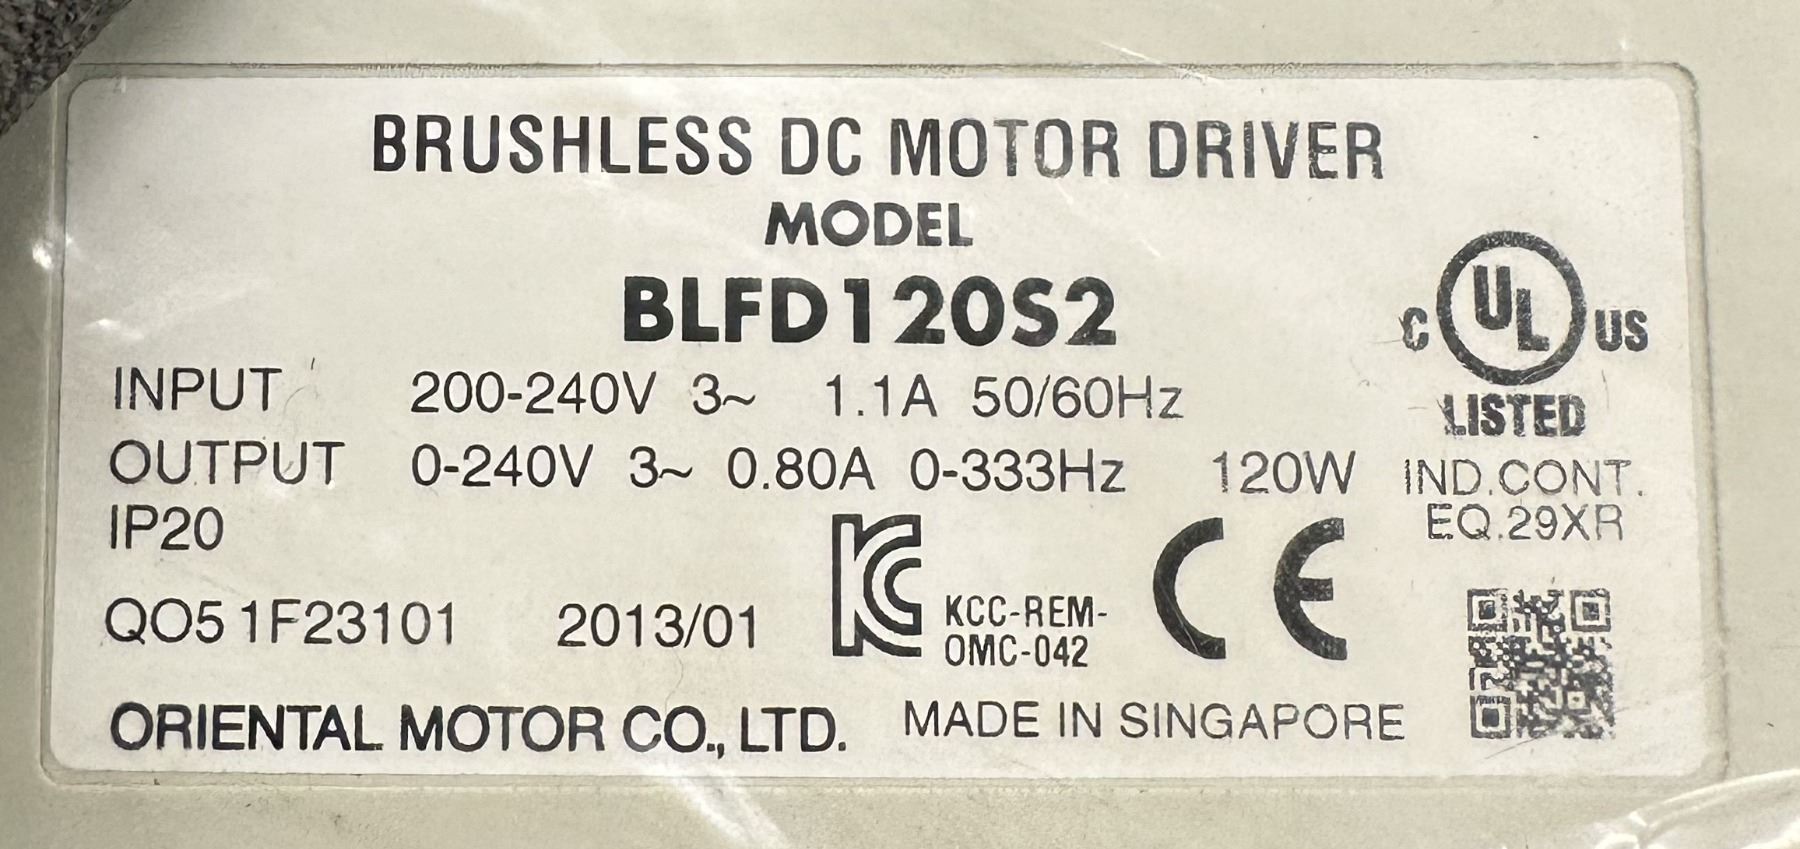 BRUSHLESS DC MOTOR DRIVER
MODEL
BLFD120S2
C UL US
LISTED
INPUT 200-240V 3~ 1.1A 50/60Hz
OUTPUT 0-240V 3~ 0.80A 0-333Hz 120W
IND.CONT.
EQ.29XR
IP20
KC
KCC-REM-
OMC-042
CE
QO51F23101 2013/01
ORIENTAL MOTOR CO., LTD. MADE IN SINGAPORE